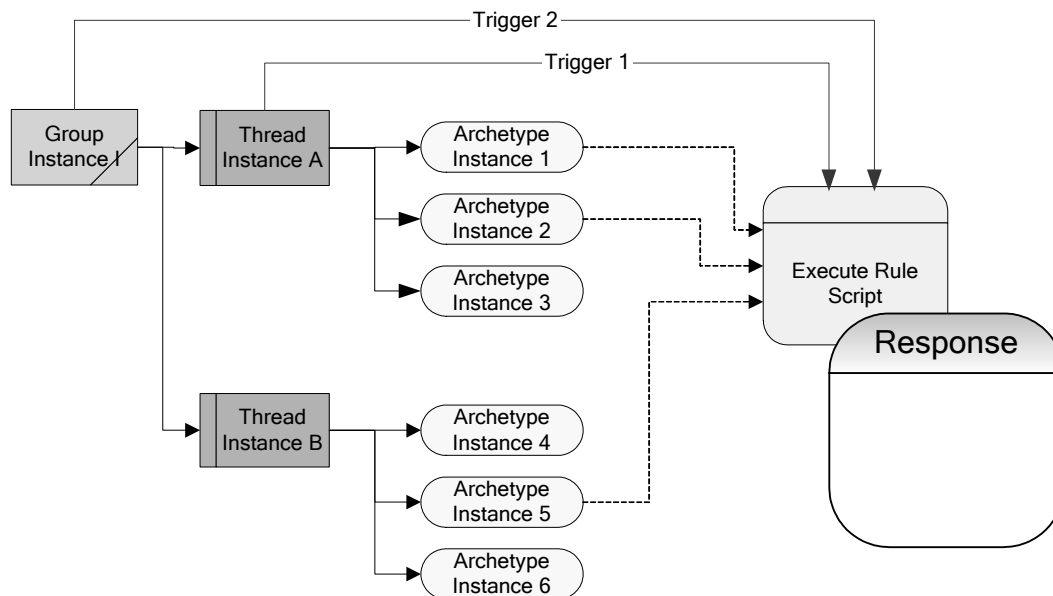 Trigger 2
Trigger 1
Group
Instance I
Thread
Instance A
Archetype
Instance 1
Archetype
Instance 2
Archetype
Instance 3
Execute Rule
Script
Response
Thread
Instance B
Archetype
Instance 4
Archetype
Instance 5
Archetype
Instance 6